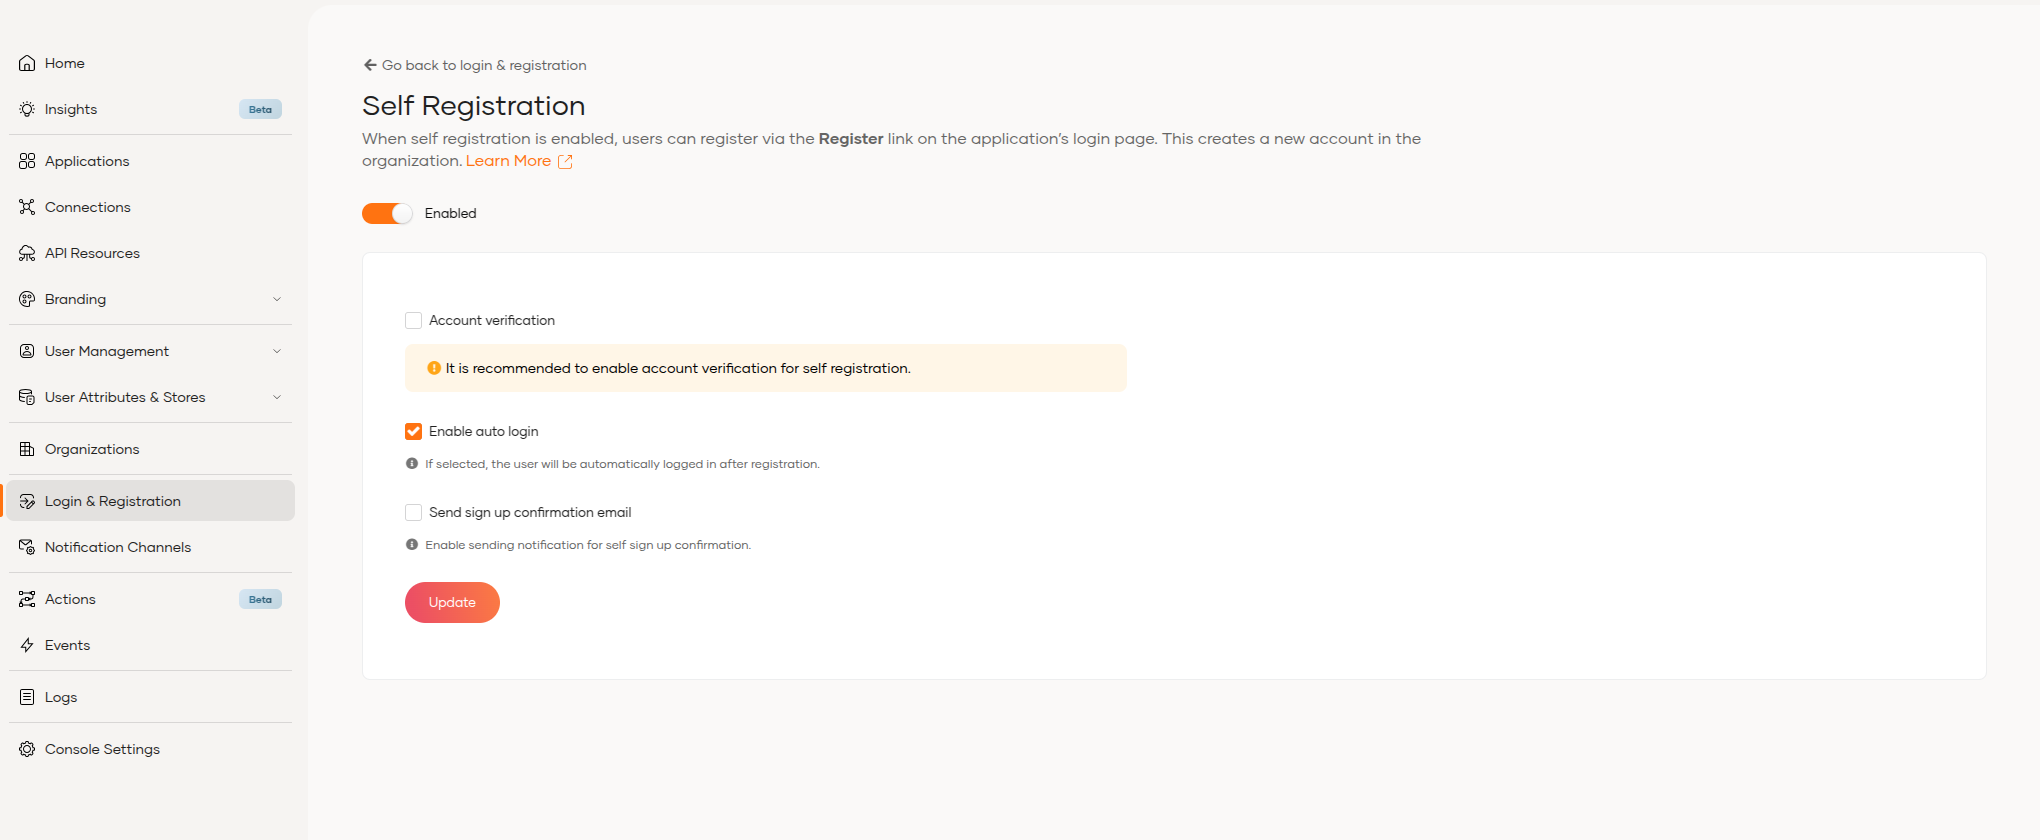 Home
Insights Beta
Applications
Connections
API Resources
Branding
User Management
User Attributes & Stores
Organizations
Login & Registration
Notification Channels
Actions Beta
Events
Logs
Console Settings
Go back to login & registration
Self Registration
When self registration is enabled, users can register via the Register link on the application's login page. This creates a new account in the
organization. Learn More
Enabled
Account verification
It is recommended to enable account verification for self registration.
Enable auto login
If selected, the user will be automatically logged in after registration.
Send sign up confirmation email
Enable sending notification for self sign up confirmation.
Update